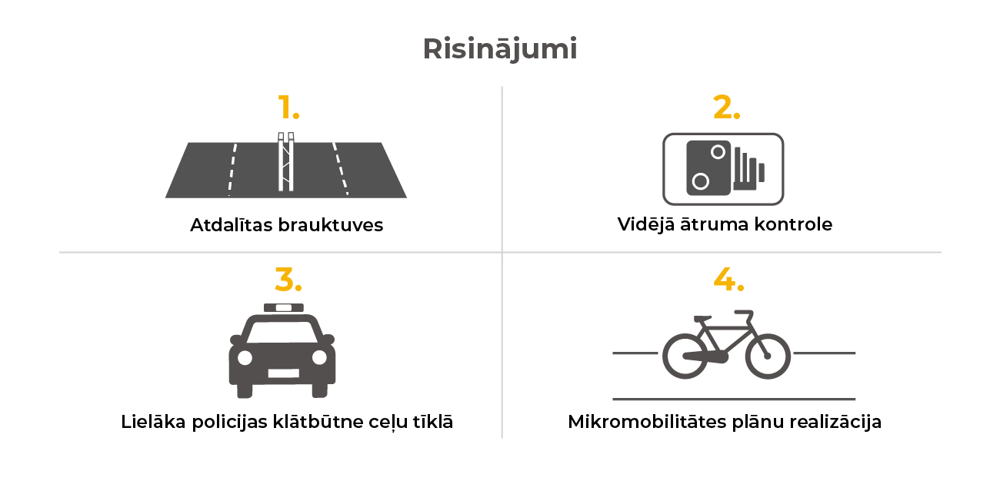 Risinājumi
1.
Atdalītas brauktuves
2.
Vidējā ātruma kontrole
3.
Lielāka policijas klātbūtne ceļu tīklā
4.
Mikromobilitātes plānu realizācija